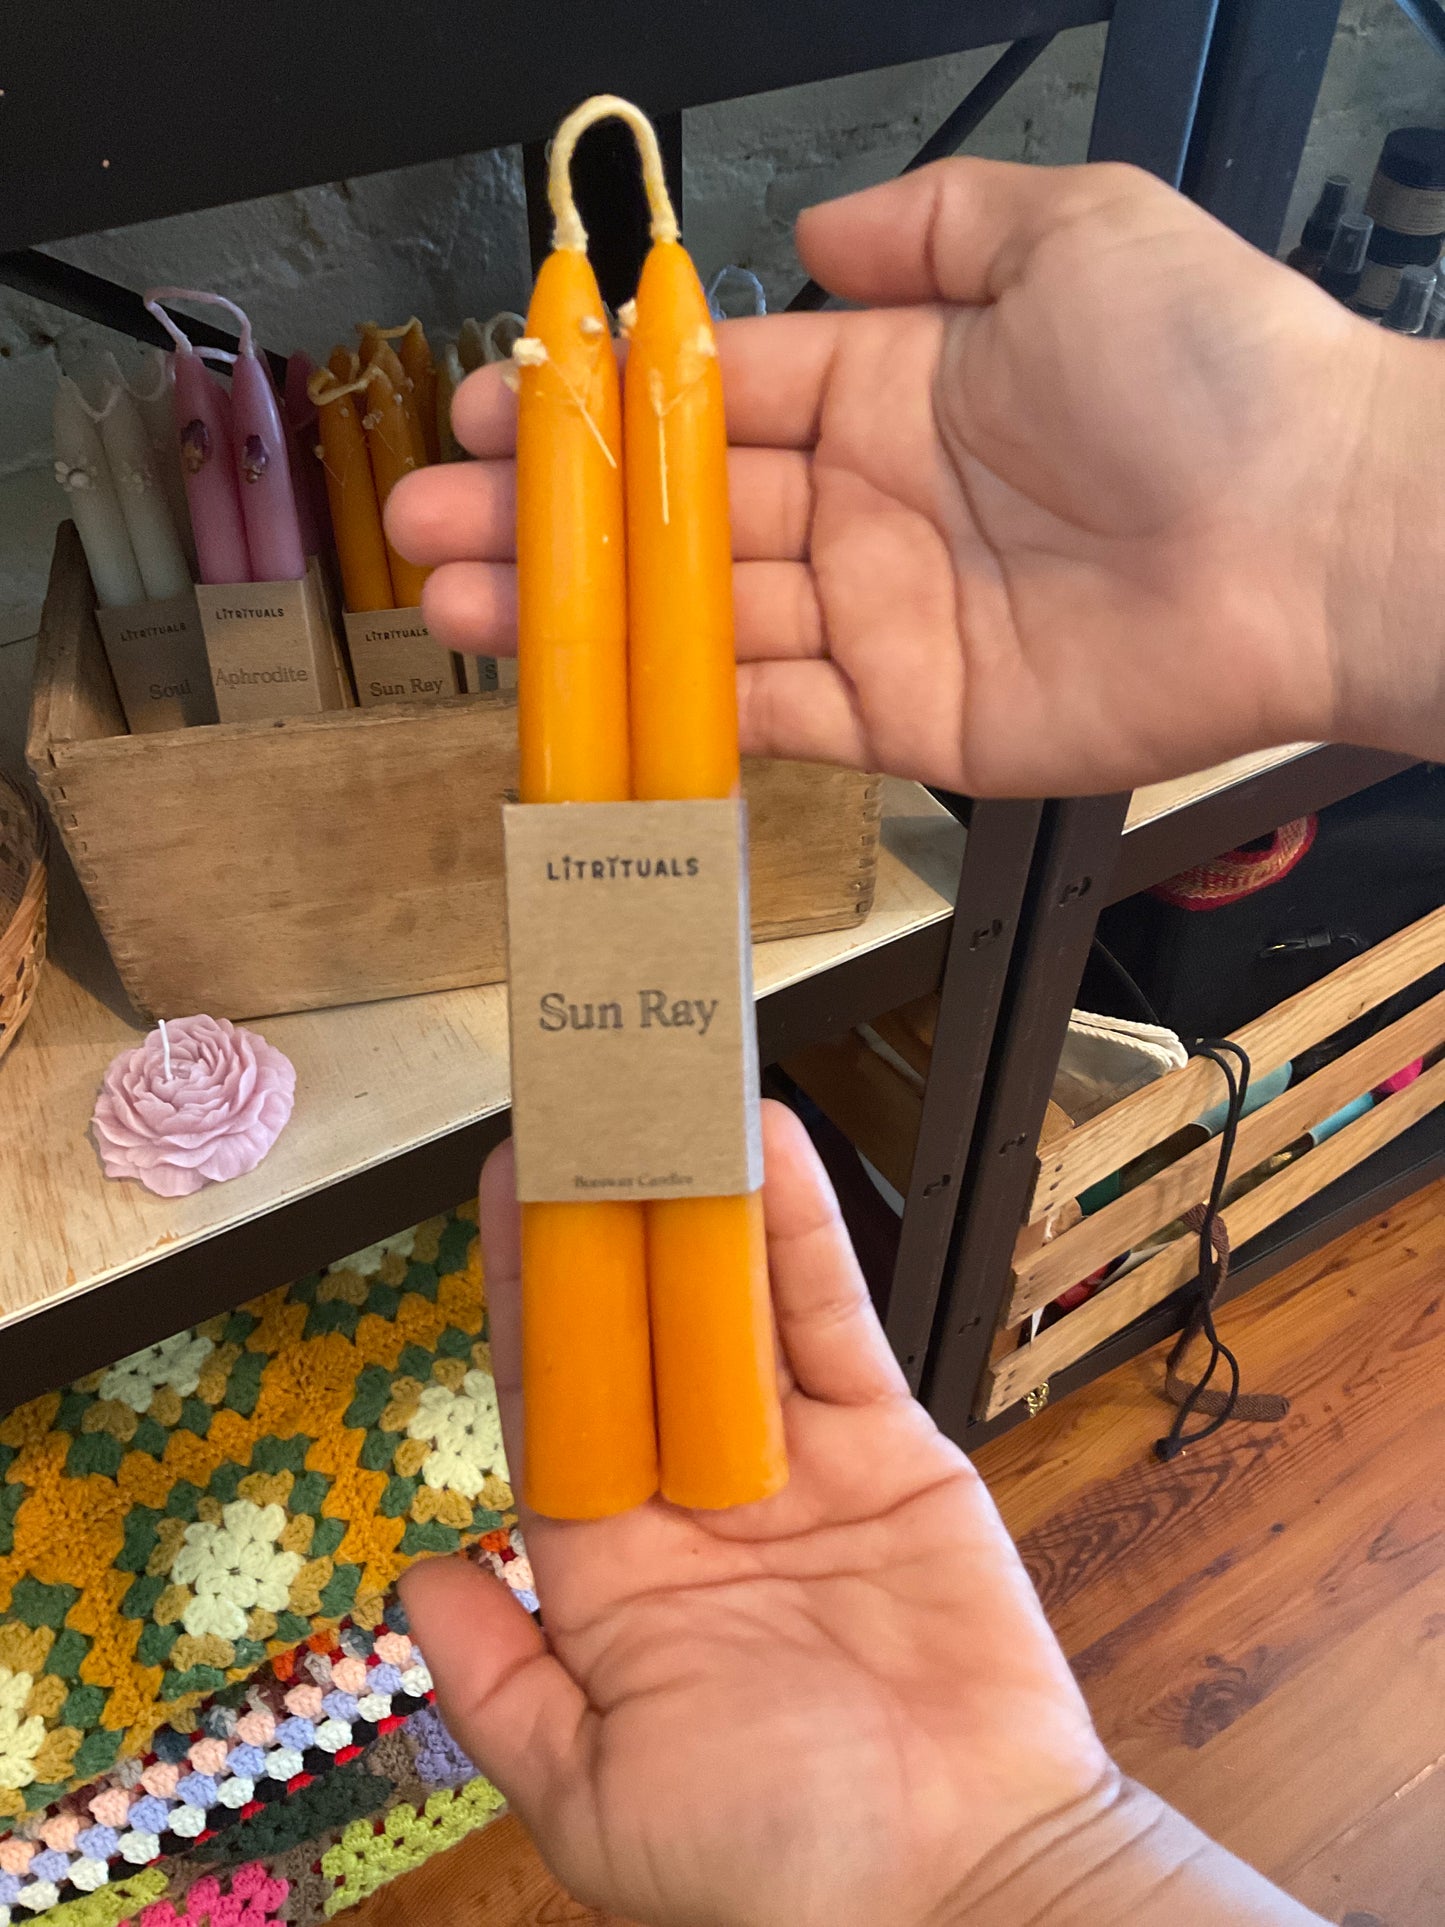 LITRITUALS
Soul
LITRITUALS
Aphrodite
LITRITUALS
Sun Ray
S
LITRITUALS
Sun Ray
Beeswax Candles